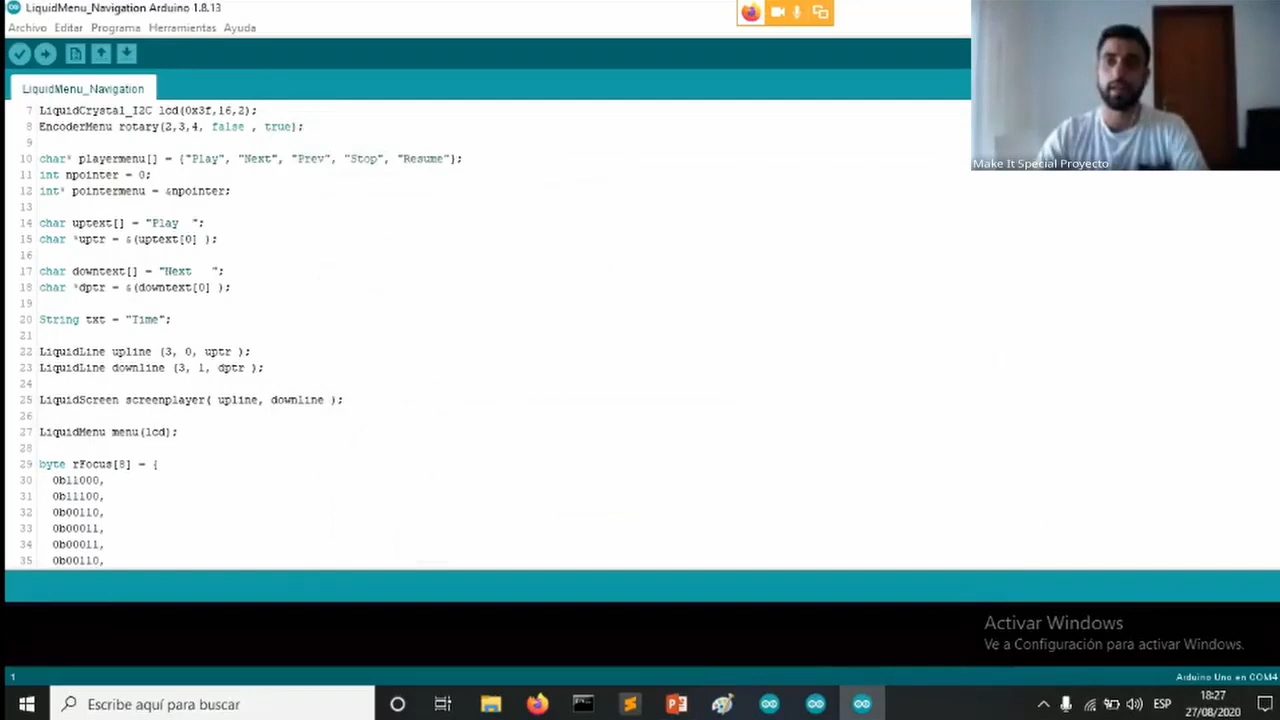 LiquidMenu_Navigation Arduino 1.8.13
Archivo Editar Programa Herramientas Ayuda
LiquidMenu_Navigation
7 LiquidCrystal_I2C lcd(0x3f,16,2);
8 EncoderMenu rotary(2,3,4, false , true);
9
10 char* playermenu[] = {"Play", "Next", "Prev", "Stop", "Resume"};
11 int npointer = 0;
12 int* pointermenu = &npointer;
13
14 char uptext[] = "Play  ";
15 char *uptr = &(uptext[0] );
16
17 char downtext[] = "Next   ";
18 char *dptr = &(downtext[0] );
19
20 String txt = "Time";
21
22 LiquidLine upline (3, 0, uptr );
23 LiquidLine downline (3, 1, dptr );
24
25 LiquidScreen screenplayer( upline, downline );
26
27 LiquidMenu menu(lcd);
28
29 byte rFocus[8] = {
30 0b11000,
31 0b11100,
32 0b00110,
33 0b00011,
34 0b00011,
35 0b00110,
Make It Special Proyecto
Activar Windows
Ve a Configuración para activar Windows.
1
Arduino Uno en COM4
Escribe aquí para buscar
ESP
18:27
27/08/2020